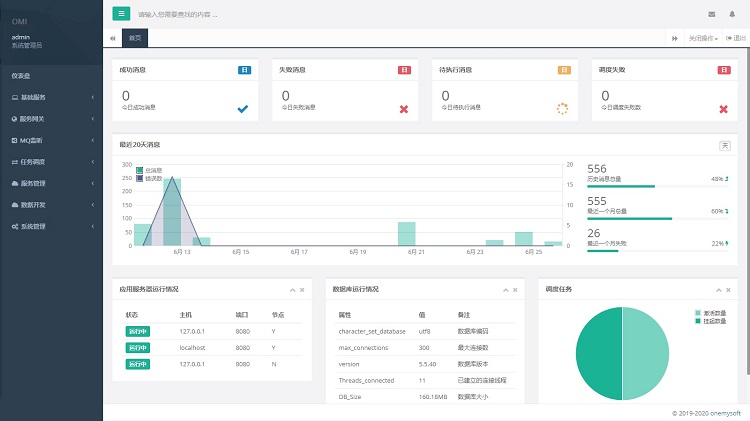 OMI
admin
系统管理员
仪表盘
基础服务
服务网关
MQ监听
任务调度
服务管理
数据开发
系统管理
请输入您需要查找的内容 …
首页
关闭操作
退出
成功消息 日
0
今日成功消息
失败消息 日
0
今日失败消息
待执行消息 日
0
今日待执行消息
调度失败 日
0
今日调度失败数
最近20天消息 天
总消息
错误数
300
250
200
150
100
50
0
20
15
10
5
0
6月 13
6月 15
6月 17
6月 19
6月 21
6月 23
6月 25
556
历史消息总量 48%
555
最近一个月总量 60%
26
最近一个月失败 22%
应用服务器运行情况
状态 主机 端口 节点
运行中 127.0.0.1 8080 Y
运行中 localhost 8080 Y
运行中 127.0.0.1 8080 N
数据库运行情况
属性 值 备注
character_set_database utf8 数据库编码
max_connections 300 最大连接数
version 5.5.40 数据库版本
Threads_connected 11 已建立的连接线程
DB_Size 160.18MB 数据库大小
调度任务
激活数量
挂起数量
© 2019-2020 onemysoft